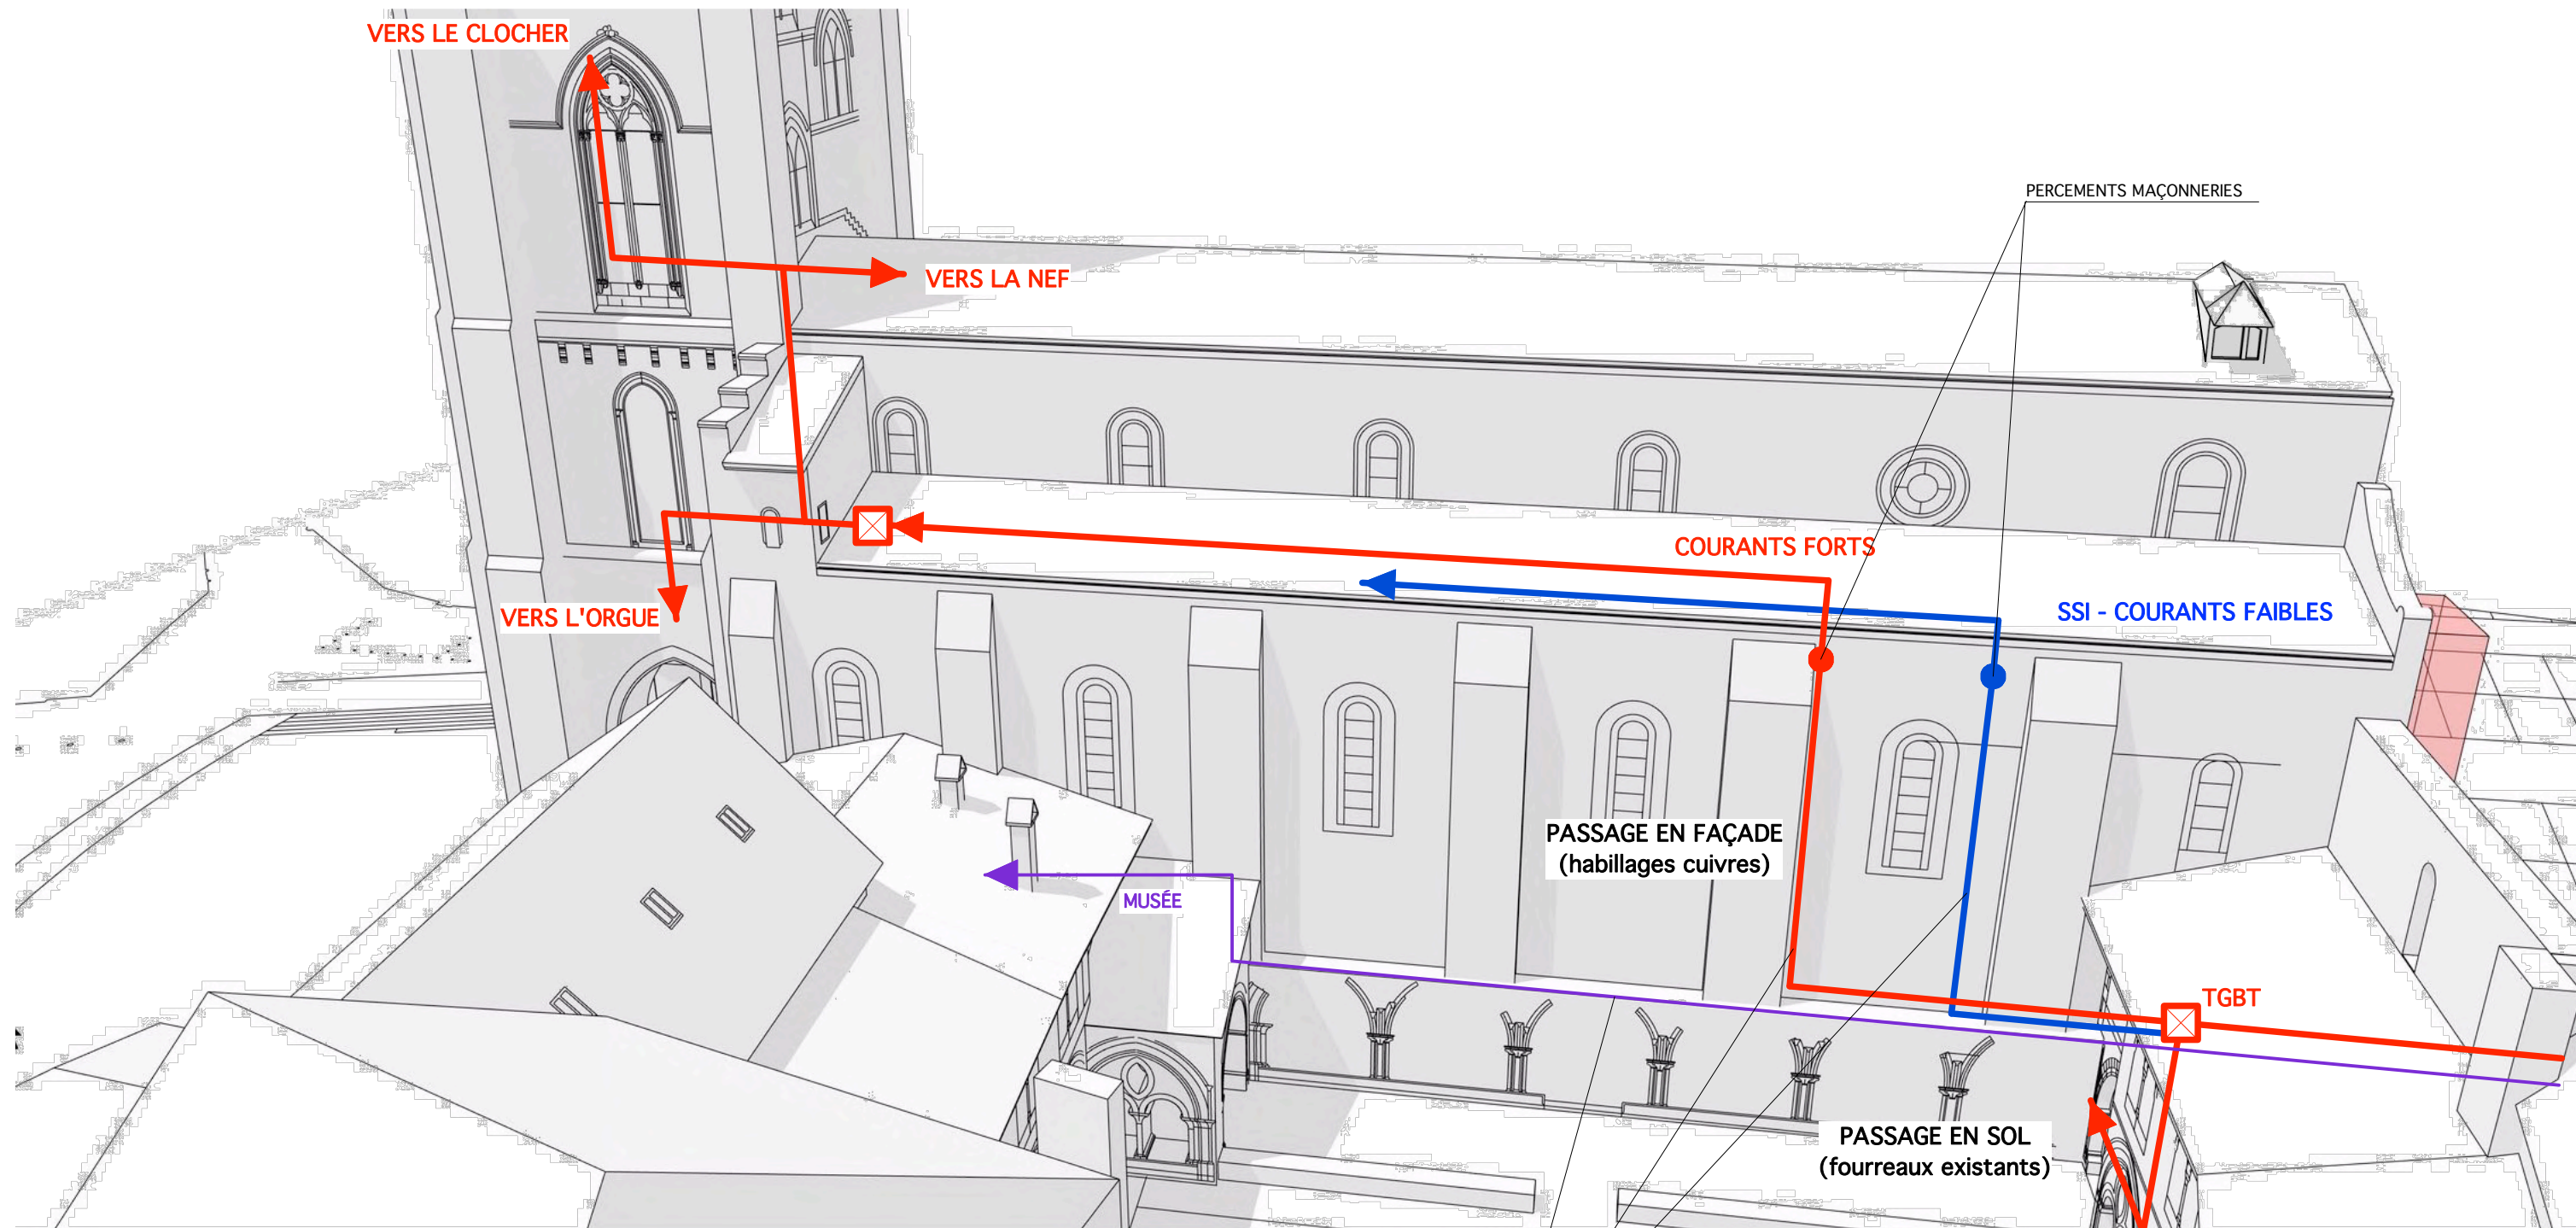 VERS LE CLOCHER
PERCEMENTS MAÇONNERIES
VERS LA NEF
COURANTS FORTS
VERS L'ORGUE
SSI - COURANTS FAIBLES
PASSAGE EN FAÇADE
(habillages cuivres)
MUSÉE
TGBT
PASSAGE EN SOL
(fourreaux existants)